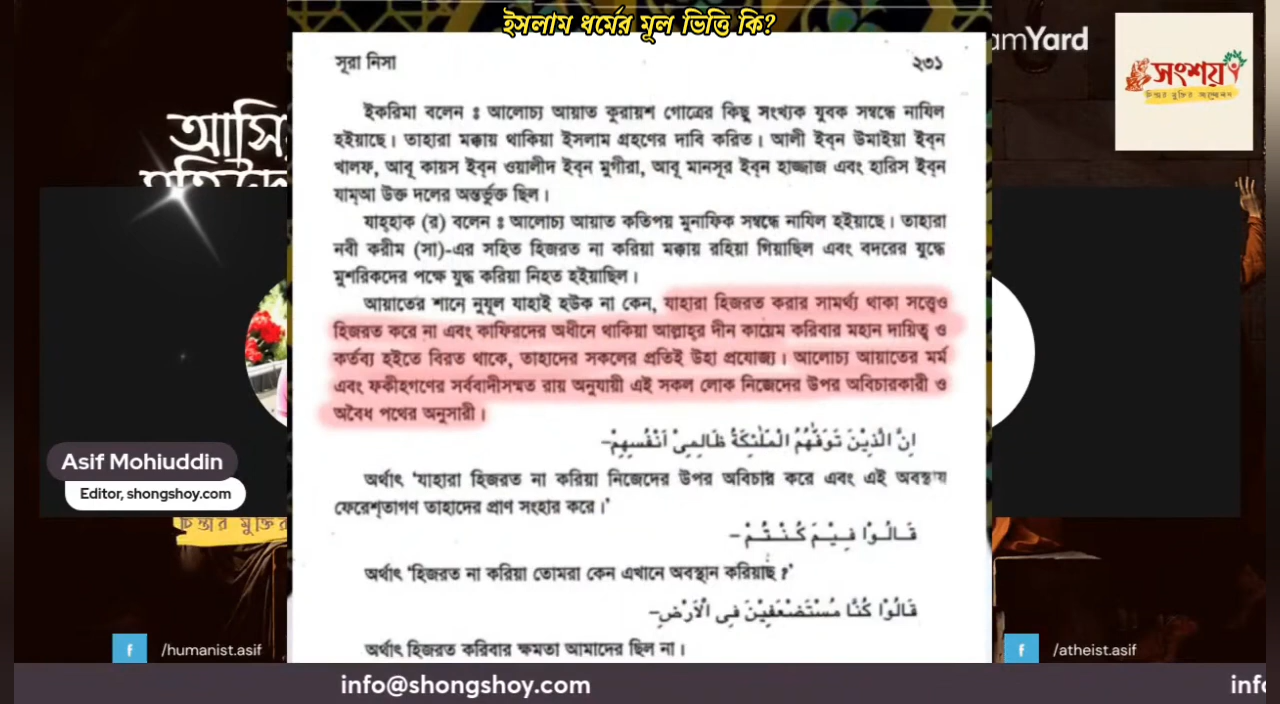 ইসলাম ধর্মের মূল ভিত্তি কি?
সূরা নিসা
২৩১
ইকরিমা বলেন ঃ আলোচ্য আয়াত কুরায়শ গোত্রের কিছু সংখ্যক যুবক সম্বন্ধে নাযিল
হইয়াছে। তাহারা মক্কায় থাকিয়া ইসলাম গ্রহণের দাবি করিত। আলী ইব্‌ন উমাইয়া ইব্‌ন
খালফ, আবূ কায়স ইব্‌ন ওয়ালীদ ইব্‌ন মুগীরা, আবূ মানসূর ইব্‌ন হাজ্জাজ এবং হারিস ইব্‌ন
যাম্‌আ উক্ত দলের অন্তর্ভুক্ত ছিল।
যাহ্‌হাক (র) বলেন ঃ আলোচ্য আয়াত কতিপয় মুনাফিক সম্বন্ধে নাযিল হইয়াছে। তাহারা
নবী করীম (সা)-এর সহিত হিজরত না করিয়া মক্কায় রহিয়া গিয়াছিল এবং বদরের যুদ্ধে
মুশরিকদের পক্ষে যুদ্ধ করিয়া নিহত হইয়াছিল।
আয়াতের শানে নুযূল যাহাই হউক না কেন, যাহারা হিজরত করার সামর্থ্য থাকা সত্ত্বেও
হিজরত করে না এবং কাফিরদের অধীনে থাকিয়া আল্লাহ্‌র দীন কায়েম করিবার মহান দায়িত্ব ও
কর্তব্য হইতে বিরত থাকে, তাহাদের সকলের প্রতিই উহা প্রযোজ্য। আলোচ্য আয়াতের মর্ম
এবং ফকীহগণের সর্ববাদীসম্মত রায় অনুযায়ী এই সকল লোক নিজেদের উপর অবিচারকারী ও
অবৈধ পথের অনুসারী।
اِنَّ الَّذِيْنَ تَوَفّٰهُمُ الْمَلٰئِكَةُ ظَالِمِىْ اَنْفُسِهِمْ-
অর্থাৎ ‘যাহারা হিজরত না করিয়া নিজেদের উপর অবিচার করে এবং এই অবস্থায়
ফেরেশ্‌তাগণ তাহাদের প্রাণ সংহার করে।’
قَالُوْا فِيْمَ كُنْتُمْ-
অর্থাৎ ‘হিজরত না করিয়া তোমরা কেন এখানে অবস্থান করিয়াছ ?’
قَالُوْا كُنَّا مُسْتَضْعَفِيْنَ فِى الْاَرْضِ-
অর্থাৎ হিজরত করিবার ক্ষমতা আমাদের ছিল না।
আসি
amYard
সংশয়
চিন্তার মুক্তির আন্দোলন
Asif Mohiuddin
Editor, shongshoy.com
চিন্তার মুক্তির
f /humanist.asif
f /atheist.asif
info@shongshoy.com
info